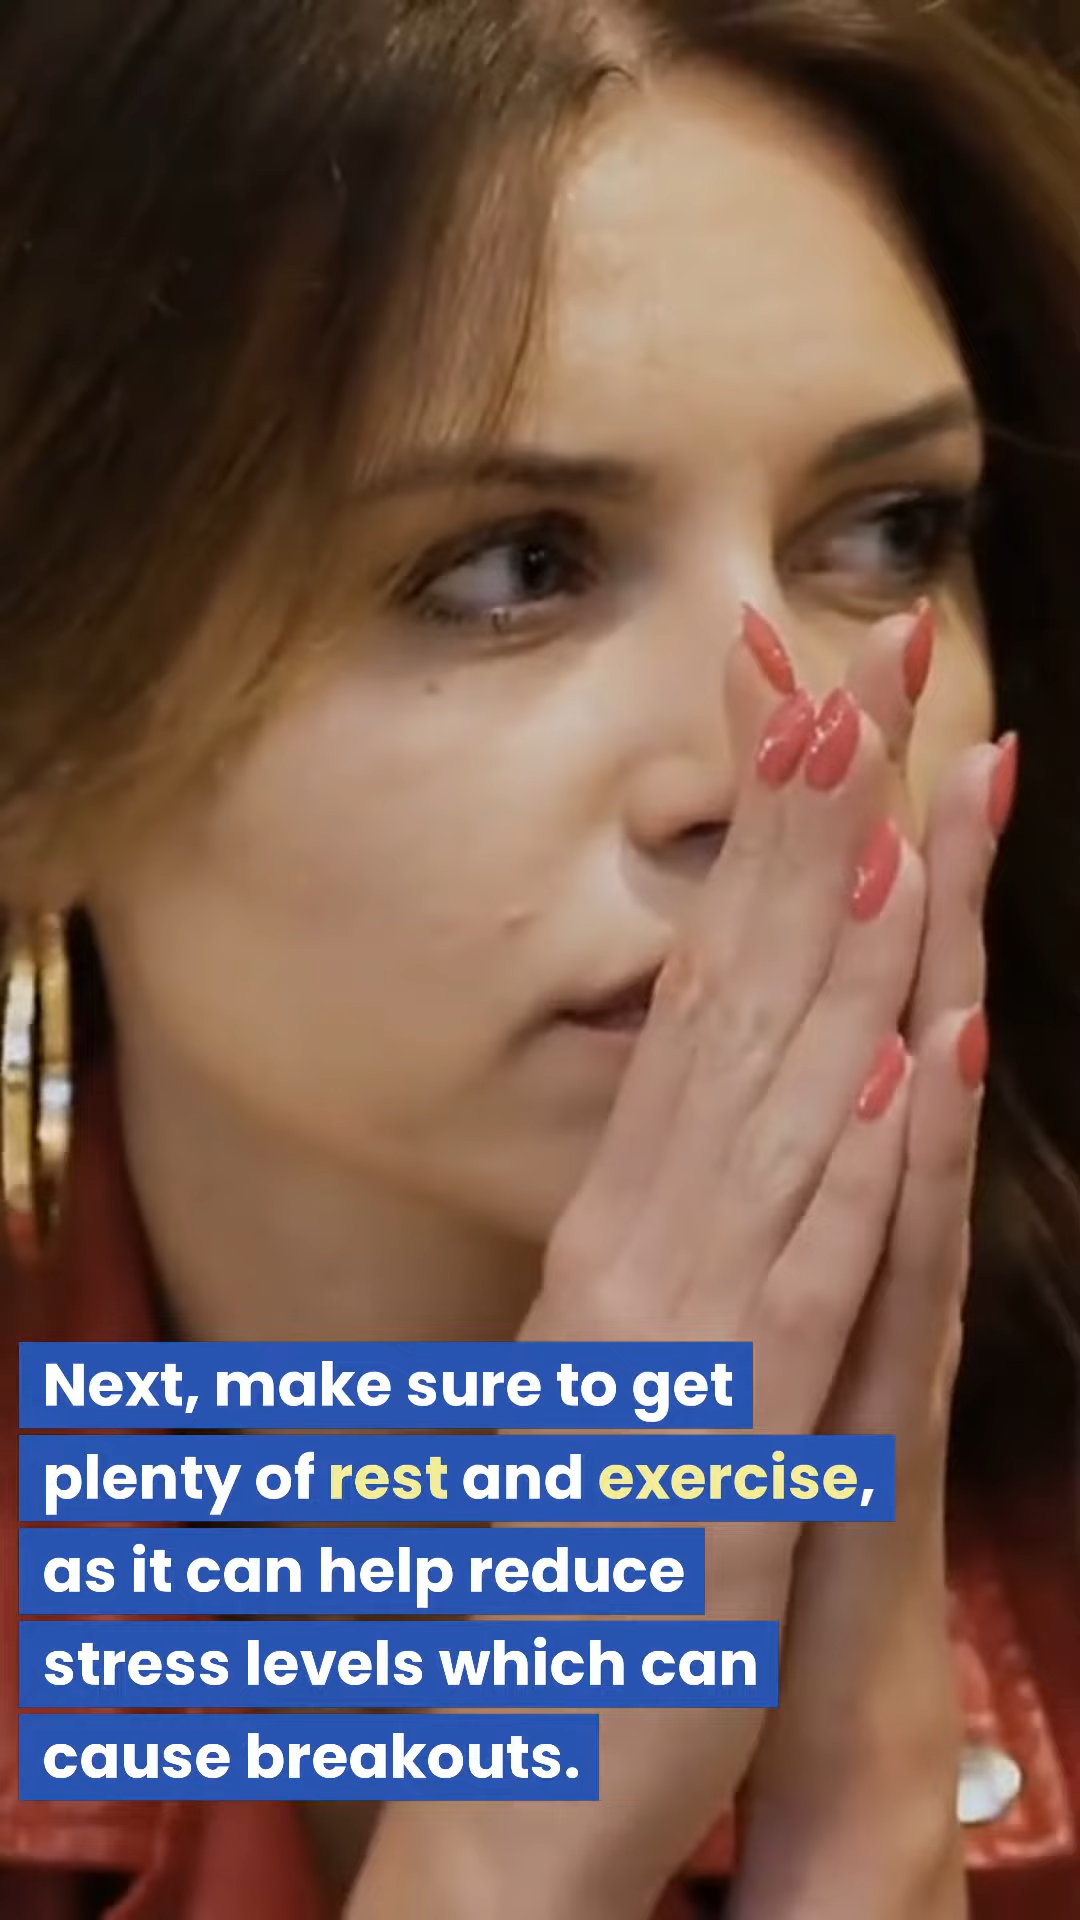 Next, make sure to get
plenty of rest and exercise,
as it can help reduce
stress levels which can
cause breakouts.